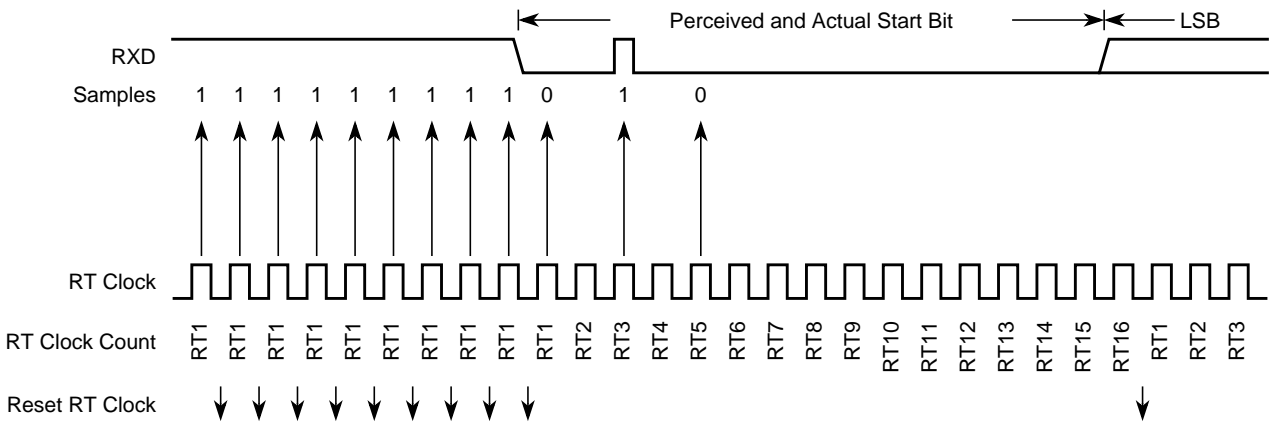 Perceived and Actual Start Bit LSB
RXD
Samples 1 1 1 1 1 1 1 1 1 0 1 0
RT Clock
RT Clock Count RT1 RT1 RT1 RT1 RT1 RT1 RT1 RT1 RT1 RT1 RT2 RT3 RT4 RT5 RT6 RT7 RT8 RT9 RT10 RT11 RT12 RT13 RT14 RT15 RT16 RT1 RT2 RT3
Reset RT Clock